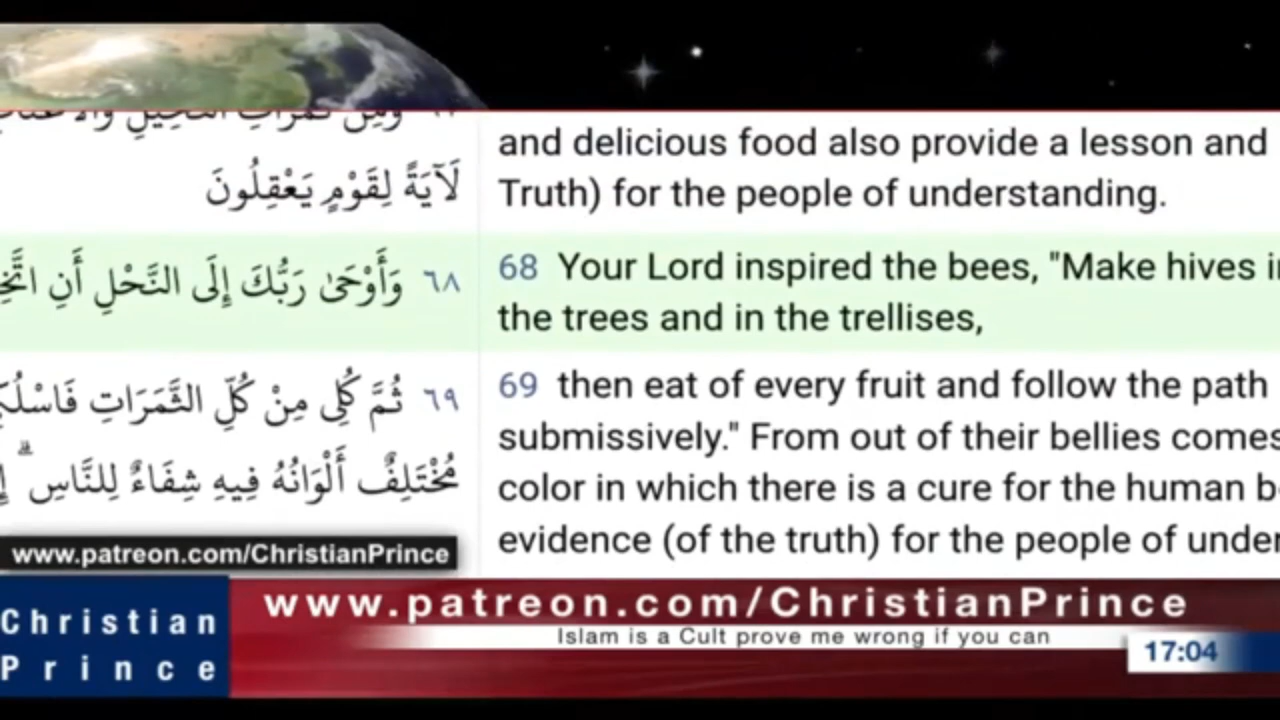 لَآيَةً لِقَوْمٍ يَعْقِلُونَ
٦٨ وَأَوْحَىٰ رَبُّكَ إِلَى النَّحْلِ أَنِ
٦٩ ثُمَّ كُلِي مِنْ كُلِّ الثَّمَرَاتِ
مُخْتَلِفٌ أَلْوَانُهُ فِيهِ شِفَاءٌ لِلنَّاسِ ۗ
and delicious food also provide a lesson and
Truth) for the people of understanding.
68 Your Lord inspired the bees, "Make hives in
the trees and in the trellises,
69 then eat of every fruit and follow the path
submissively." From out of their bellies comes
color in which there is a cure for the human
evidence (of the truth) for the people of
www.patreon.com/ChristianPrince
Christian
Prince
www.patreon.com/ChristianPrince
Islam is a Cult prove me wrong if you can
17:04